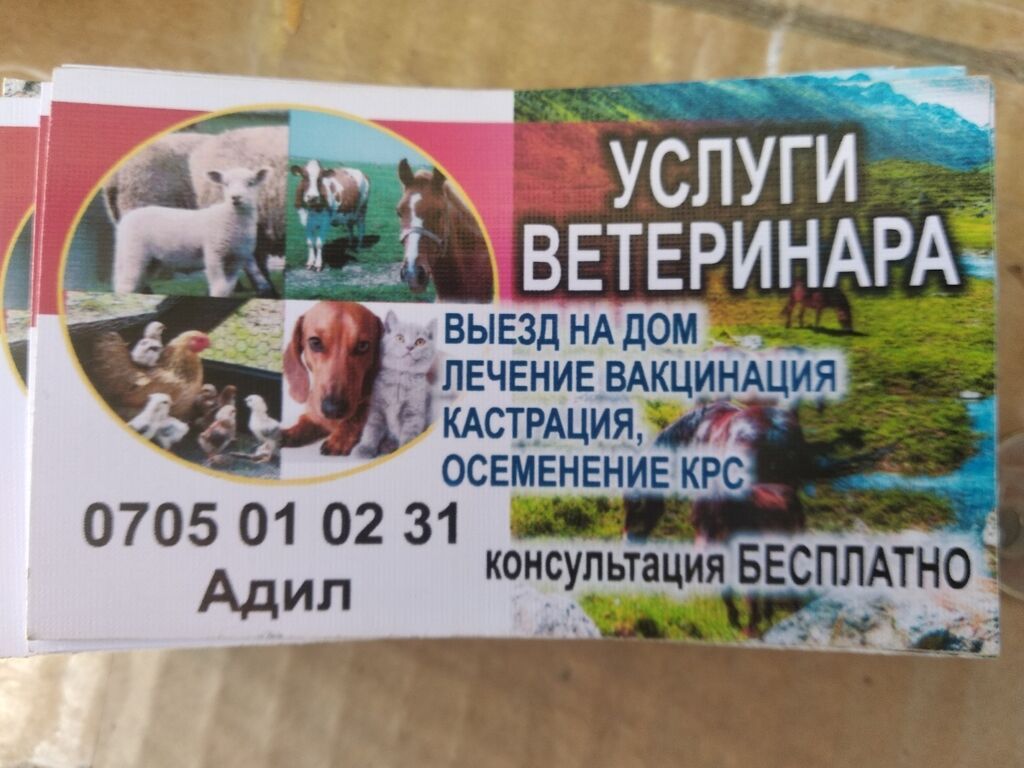 УСЛУГИ
ВЕТЕРИНАРА
ВЫЕЗД НА ДОМ
ЛЕЧЕНИЕ ВАКЦИНАЦИЯ
КАСТРАЦИЯ,
ОСЕМЕНЕНИЕ КРС
0705 01 02 31
Адил
консультация БЕСПЛАТНО